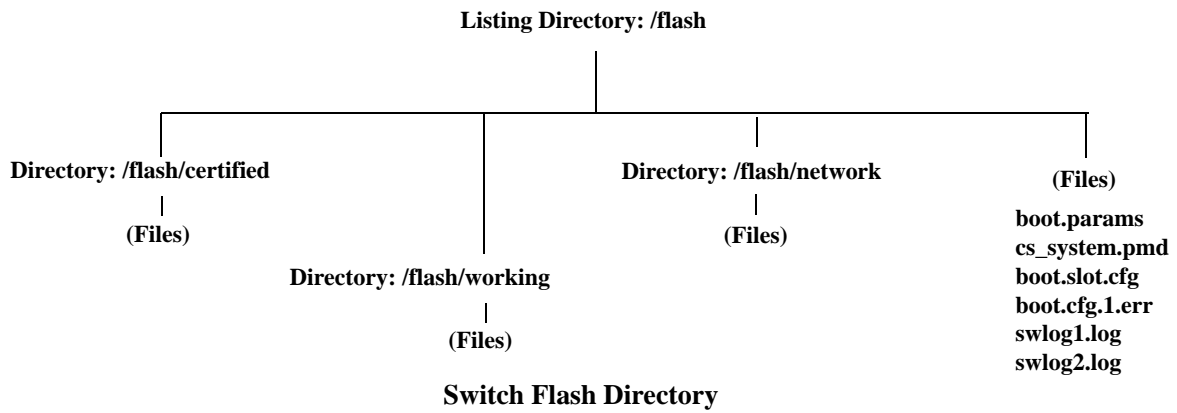 Listing Directory: /flash
Directory: /flash/certified
(Files)
Directory: /flash/working
(Files)
Directory: /flash/network
(Files)
(Files)
boot.params
cs_system.pmd
boot.slot.cfg
boot.cfg.1.err
swlog1.log
swlog2.log
Switch Flash Directory